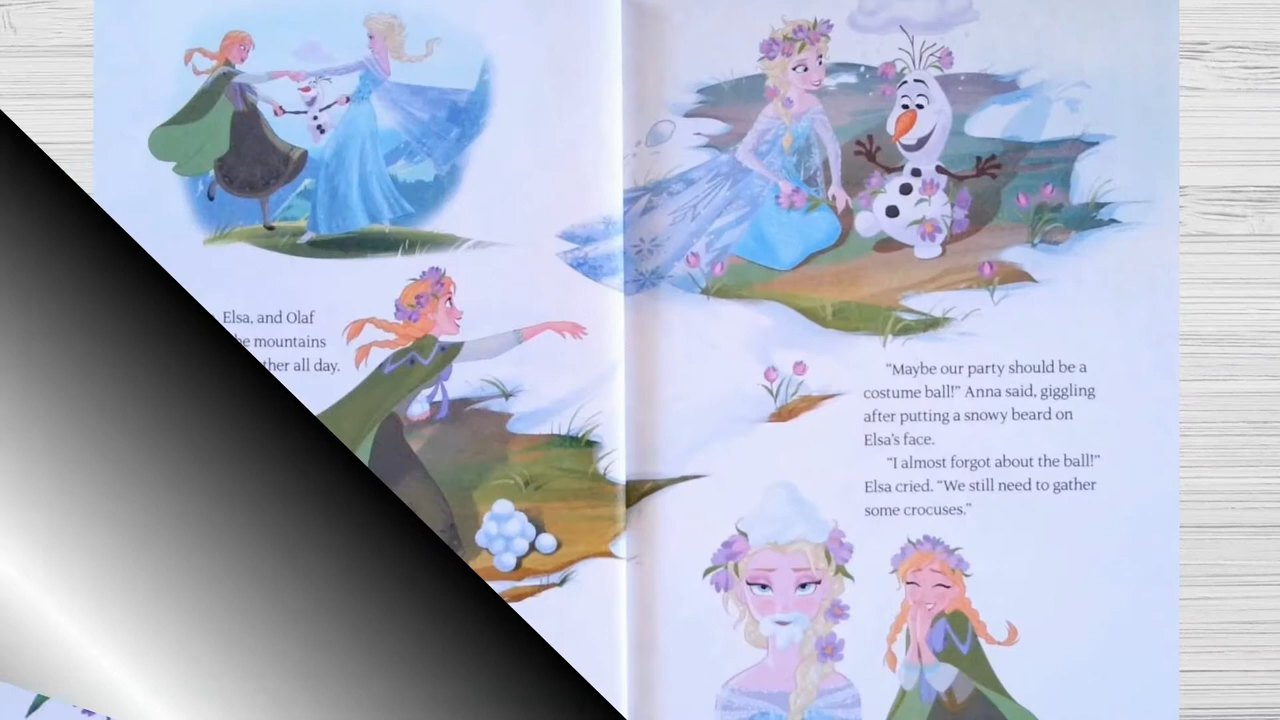 Elsa, and Olaf
mountains
all day.
“Maybe our party should be a
costume ball!” Anna said, giggling
after putting a snowy beard on
Elsa’s face.
“I almost forgot about the ball!”
Elsa cried. “We still need to gather
some crocuses.”